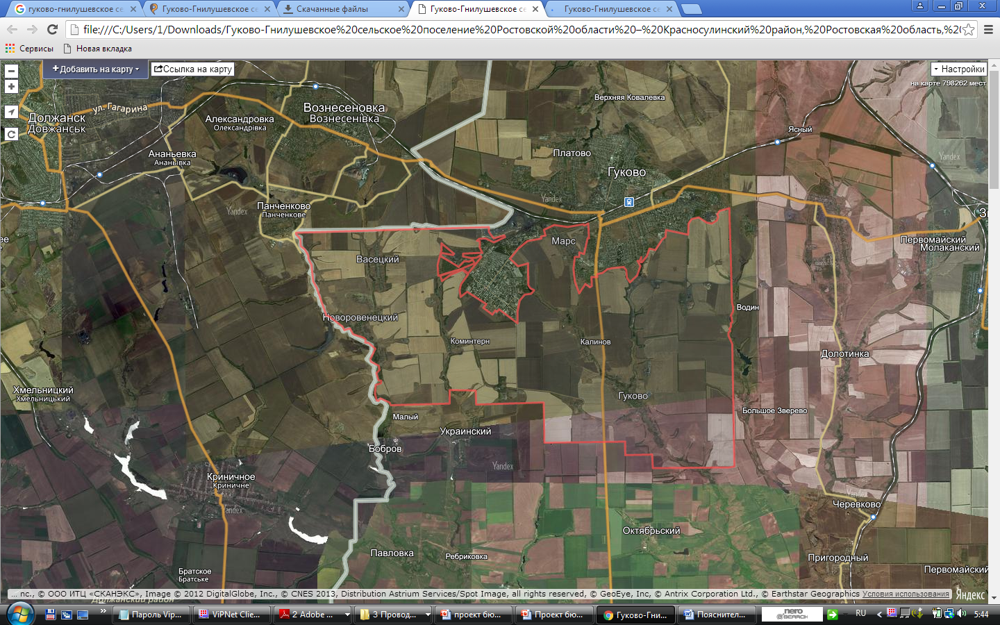 гуково-гнилушевское се
Гуково-Гнилушевское се
Скачанные файлы
Гуково-Гнилушевское се
Гуково-Гнилушевское се
file:///C:/Users/1/Downloads/Гуково-Гнилушевское%20сельское%20поселение%20Ростовской%20области%20–%20Красносулинский%20район,%20Ростовская%20область,%20
Сервисы
Новая вкладка
Добавить на карту
Ссылка на карту
Настройки
на карте 798262 мест
Должанск
Довжанськ
ул. Гагарина
Александровка
Олександрівка
Вознесеновка
Вознесенівка
Верхняя Ковалевка
Ясный
Ананьевка
Ананьївка
Платово
Гуково
Yandex
Панченково
Панченкове
Yandex
Yandex
Первомайский
Молаканский
Марс
Васецкий
Водин
Новоровенецкий
Коминтерн
Калинов
Долотинка
Хмельницкий
Хмельницький
Гуково
Малый
Большое Зверево
Украинский
Бобров
Yandex
Криничное
Криничне
Yandex
Yandex
Черевково
Октябрьский
Павловка
Ребриковка
Пригородный
Братское
Братське
Первомайский
Должанский район
... nc., © ООО ИТЦ «СКАНЭКС», Image © 2012 DigitalGlobe, Inc., © CNES 2013, Distribution Astrium Services/Spot Image, all rights reserved, © GeoEye, Inc, © Antrix Corporation Ltd., © Earthstar Geographics Условия использования
Яндекс
Пароль Vip...
ViPNet Clie...
2 Adobe ...
3 Провод...
проект бю...
Проект бю...
Гуково-Гни...
Пояснител...
nero
SEARCH
RU
5:44